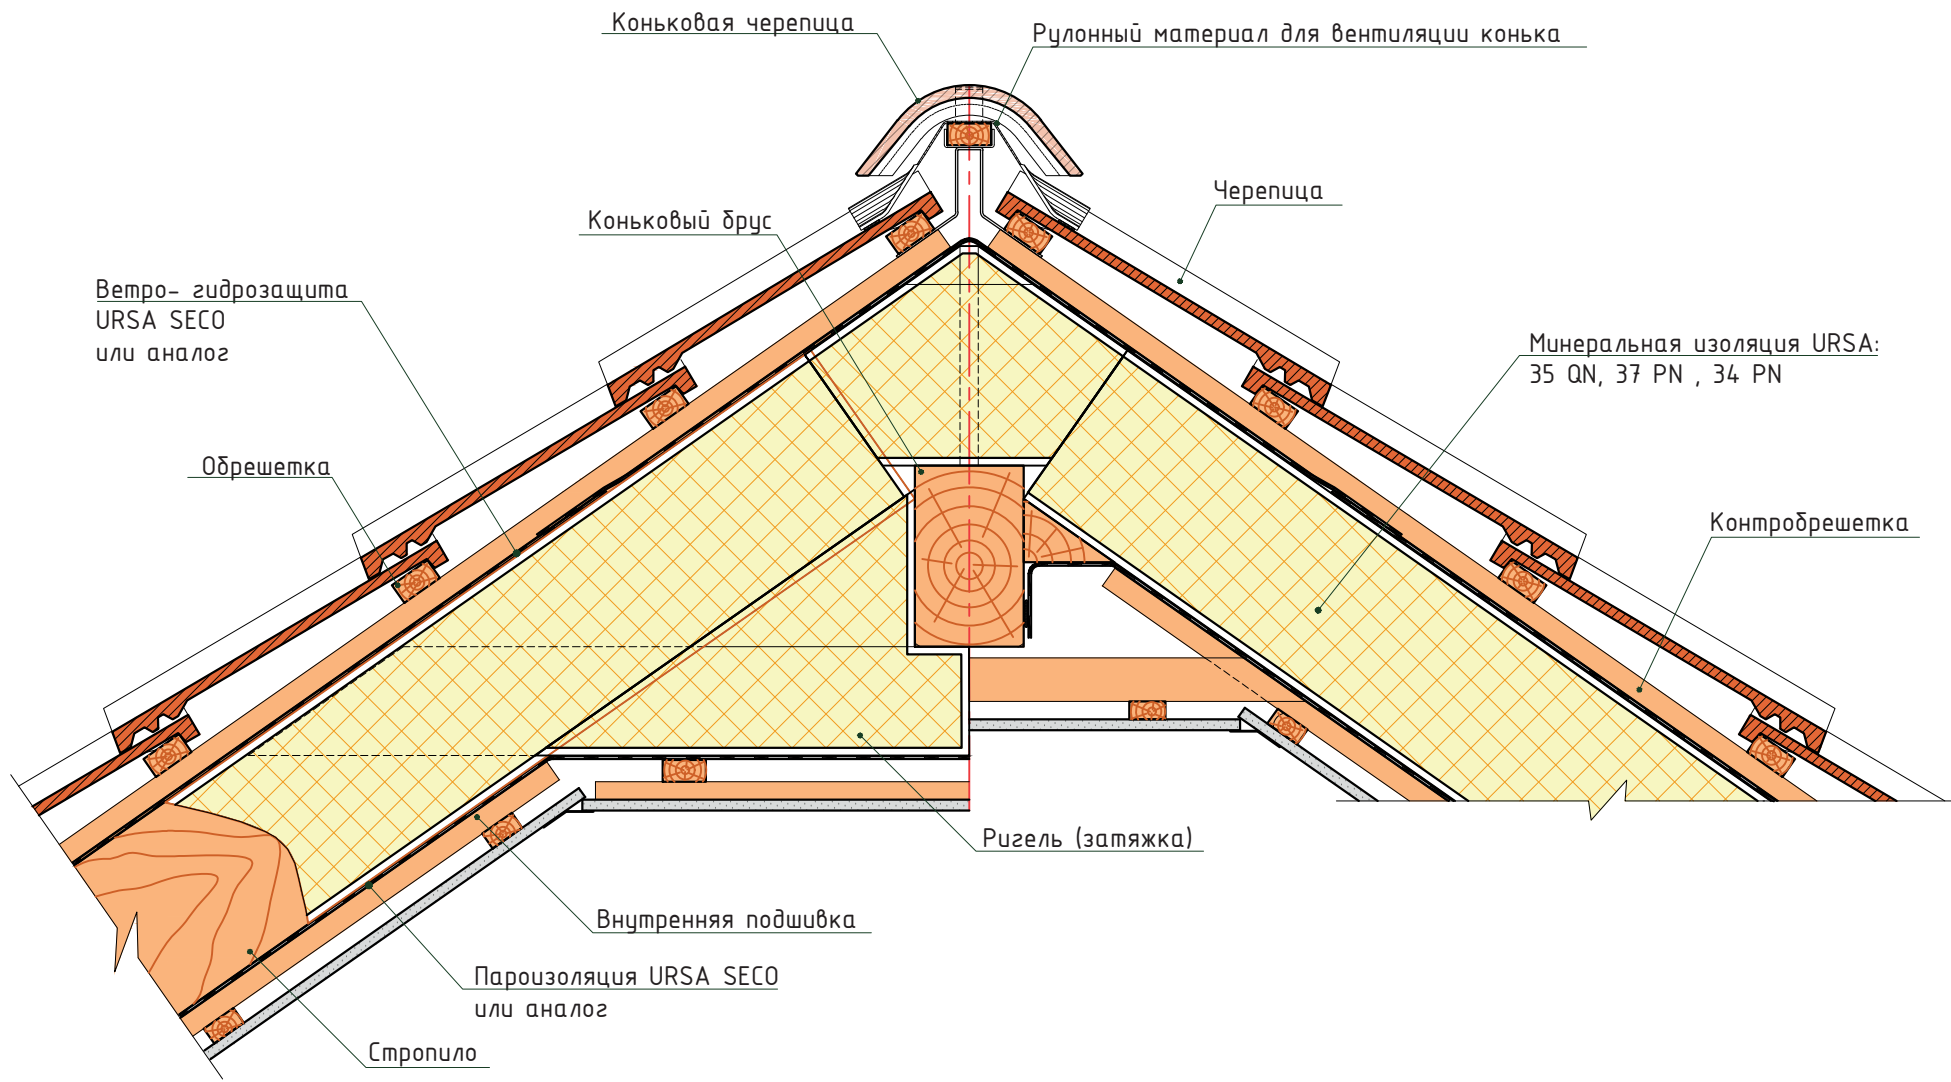 Коньковая черепица
Рулонный материал для вентиляции конька
Черепица
Коньковый брус
Ветро- гидрозащита
URSA SECO
или аналог
Минеральная изоляция URSA:
35 QN, 37 PN , 34 PN
Обрешетка
Контробрешетка
Ригель (затяжка)
Внутренняя подшивка
Пароизоляция URSA SECO
или аналог
Стропило